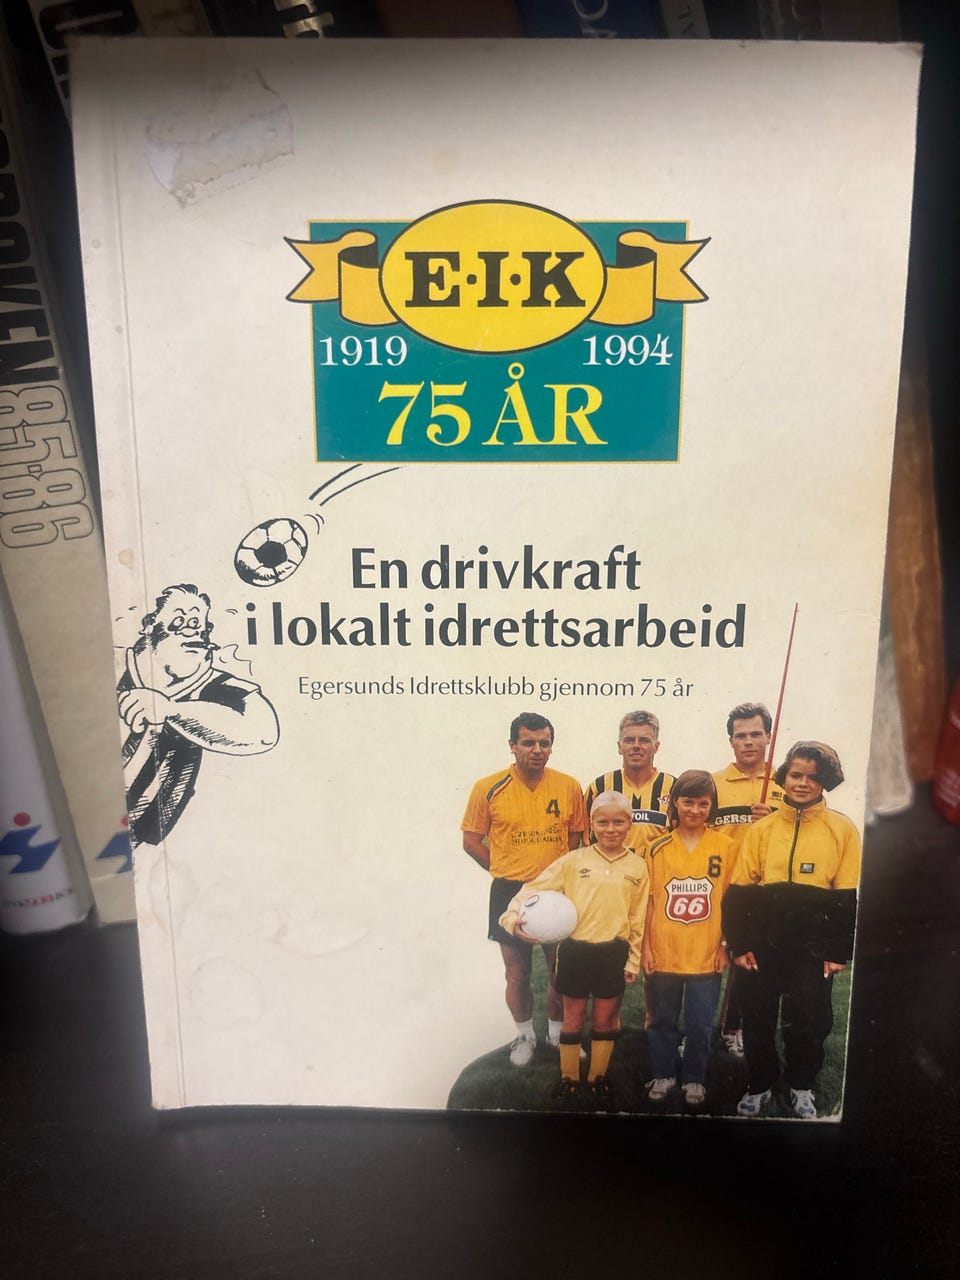 E·I·K
1919 1994
75 ÅR
En drivkraft
i lokalt idrettsarbeid
Egersunds Idrettsklubb gjennom 75 år
4
6
PHILLIPS
66
85·86